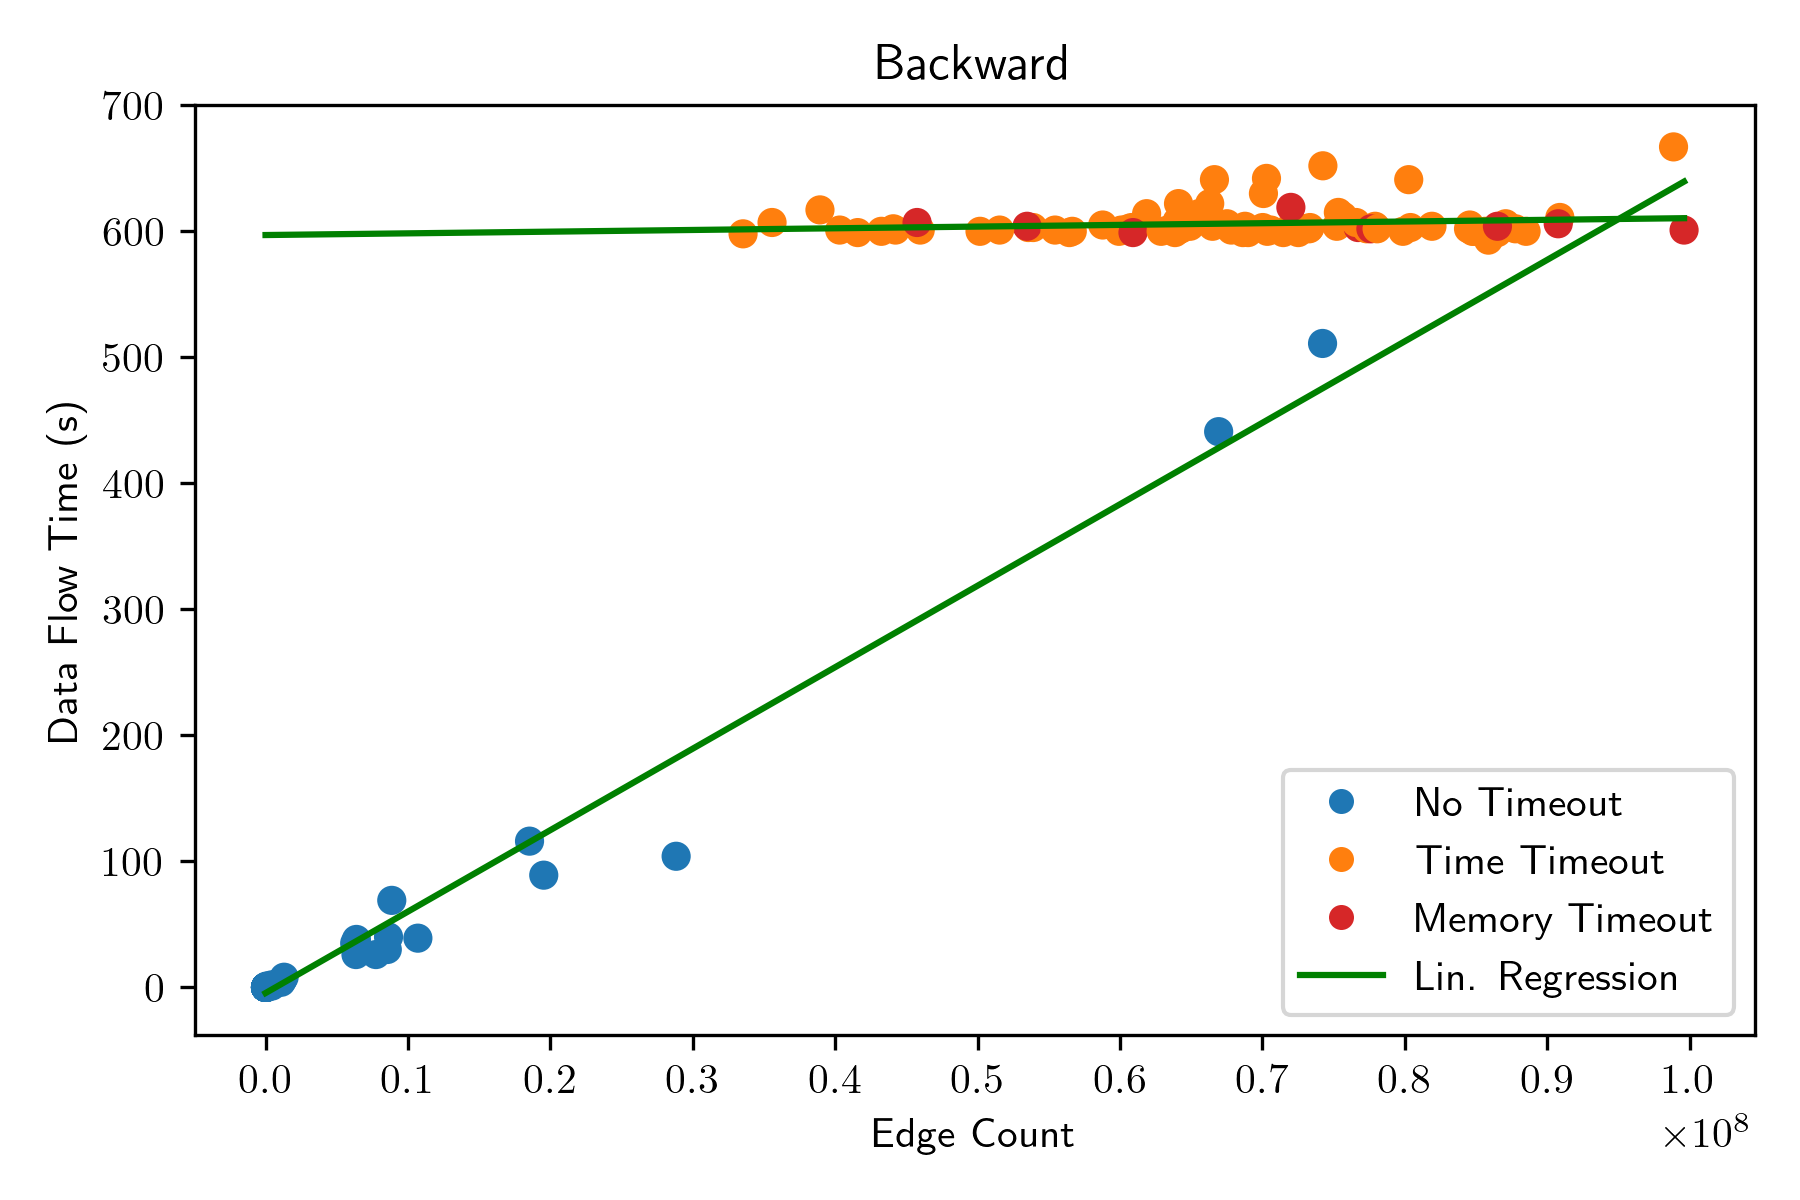 Backward
700
600
500
400
300
200
100
0
Data Flow Time (s)
No Timeout
Time Timeout
Memory Timeout
Lin. Regression
0.0 0.1 0.2 0.3 0.4 0.5 0.6 0.7 0.8 0.9 1.0
Edge Count
×10⁸